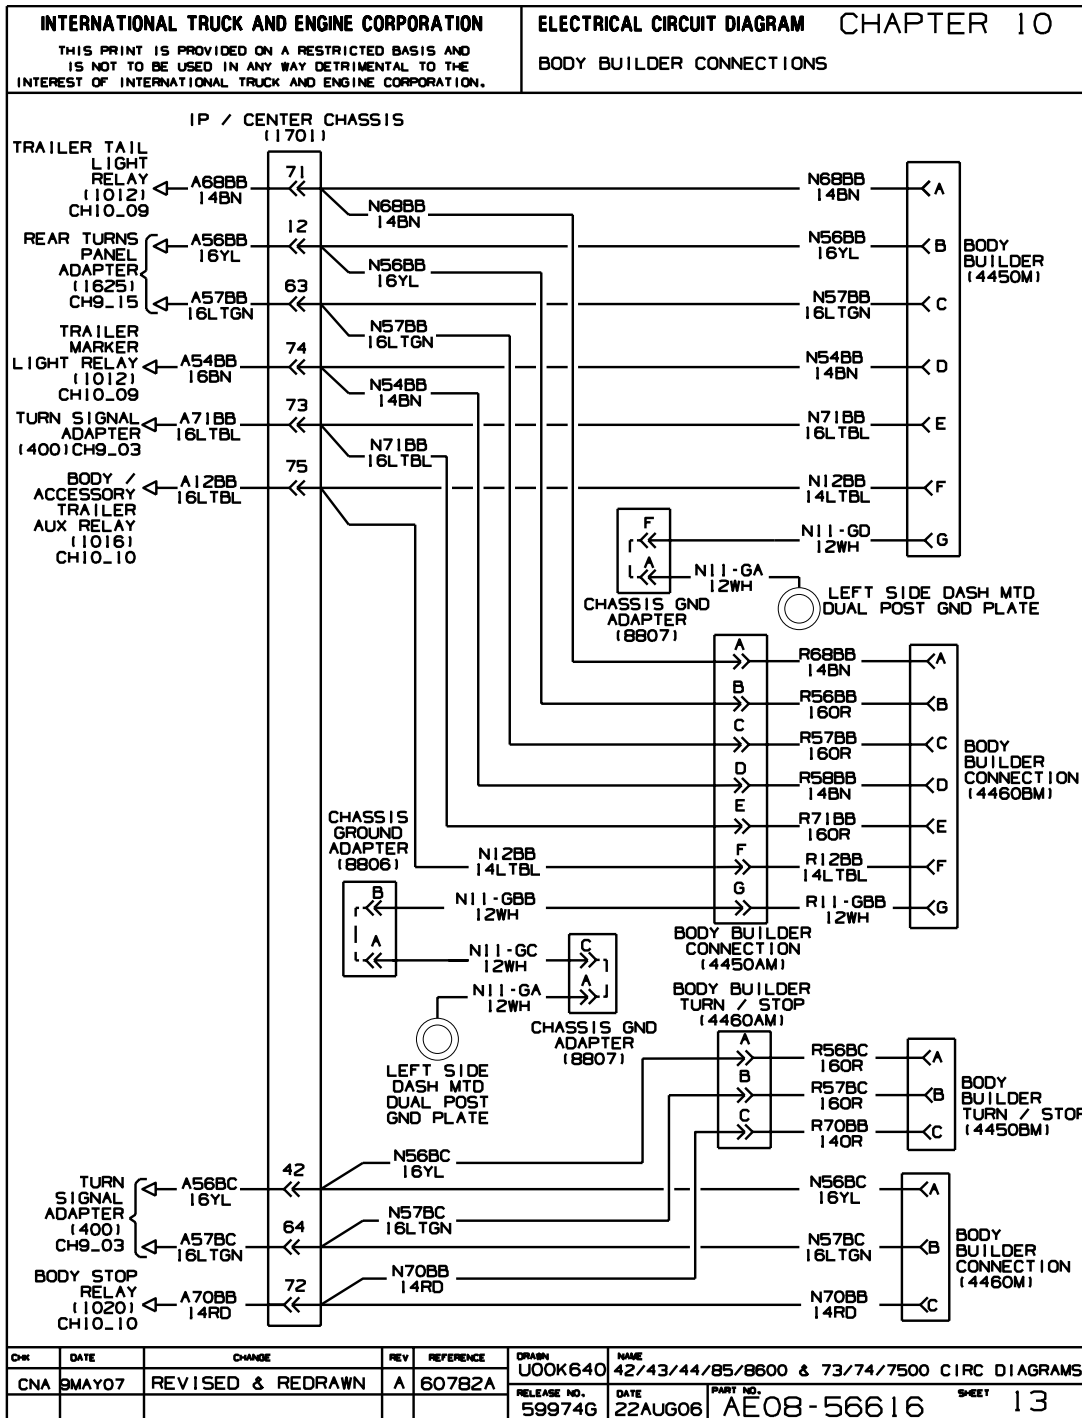 INTERNATIONAL TRUCK AND ENGINE CORPORATION
THIS PRINT IS PROVIDED ON A RESTRICTED BASIS AND
IS NOT TO BE USED IN ANY WAY DETRIMENTAL TO THE
INTEREST OF INTERNATIONAL TRUCK AND ENGINE CORPORATION.
ELECTRICAL CIRCUIT DIAGRAM CHAPTER 10
BODY BUILDER CONNECTIONS
IP / CENTER CHASSIS
(1701)
TRAILER TAIL
LIGHT
RELAY
(1012)
CH10_09
A68BB
14BN
71
N68BB
14BN
N68BB
14BN
A
REAR TURNS
PANEL
ADAPTER
(1625)
CH9_15
A56BB
16YL
12
N56BB
16YL
N56BB
16YL
B
BODY
BUILDER
(4450M)
A57BB
16LTGN
63
N57BB
16LTGN
N57BB
16LTGN
C
TRAILER
MARKER
LIGHT RELAY
(1012)
CH10_09
A54BB
16BN
74
N54BB
14BN
N54BB
14BN
D
TURN SIGNAL
ADAPTER
(400)CH9_03
A71BB
16LTBL
73
N71BB
16LTBL
N71BB
16LTBL
E
BODY /
ACCESSORY
TRAILER
AUX RELAY
(1016)
CH10_10
A12BB
16LTBL
75
N12BB
14LTBL
F
F
N11-GD
12WH
G
A
N11-GA
12WH
CHASSIS GND
ADAPTER
(8807)
LEFT SIDE DASH MTD
DUAL POST GND PLATE
A
R68BB
14BN
A
B
R56BB
16OR
B
C
R57BB
16OR
C
BODY
BUILDER
CONNECTION
(4460BM)
D
R58BB
14BN
D
E
R71BB
16OR
E
CHASSIS
GROUND
ADAPTER
(8806)
N12BB
14LTBL
F
R12BB
14LTBL
F
B
N11-GBB
12WH
G
R11-GBB
12WH
G
BODY BUILDER
CONNECTION
(4450AM)
A
N11-GC
12WH
C
N11-GA
12WH
A
CHASSIS GND
ADAPTER
(8807)
LEFT SIDE
DASH MTD
DUAL POST
GND PLATE
BODY BUILDER
TURN / STOP
(4460AM)
A
R56BC
16OR
A
B
R57BC
16OR
B
C
R70BB
14OR
C
BODY
BUILDER
TURN / STOP
(4450BM)
TURN
SIGNAL
ADAPTER
(400)
CH9_03
A56BC
16YL
42
N56BC
16YL
N56BC
16YL
A
A57BC
16LTGN
64
N57BC
16LTGN
N57BC
16LTGN
B
BODY
BUILDER
CONNECTION
(4460M)
BODY STOP
RELAY
(1020)
CH10_10
A70BB
14RD
72
N70BB
14RD
N70BB
14RD
C
CHK DATE CHANGE REV REFERENCE
CNA 9MAY07 REVISED & REDRAWN A 60782A
DRAWN
U00K640
NAME
42/43/44/85/8600 & 73/74/7500 CIRC DIAGRAMS
RELEASE NO.
59974G
DATE
22AUG06
PART NO.
AE08-56616
SHEET 13